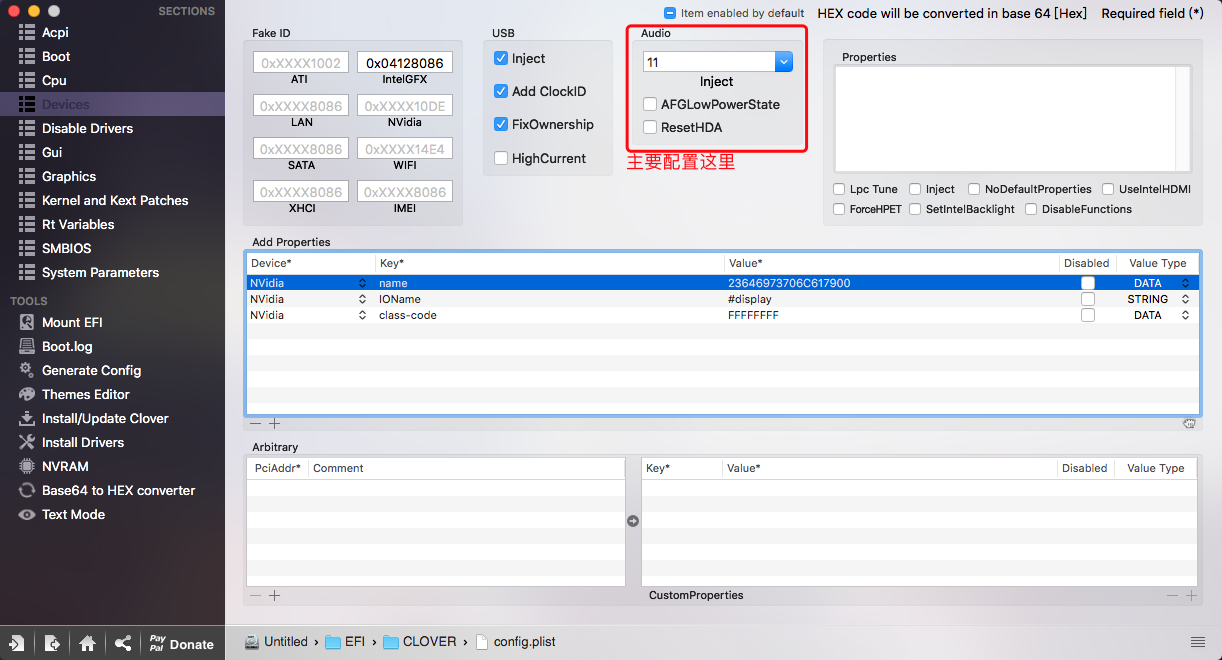 SECTIONS
Acpi
Boot
Cpu
Devices
Disable Drivers
Gui
Graphics
Kernel and Kext Patches
Rt Variables
SMBIOS
System Parameters
TOOLS
Mount EFI
Boot.log
Generate Config
Themes Editor
Install/Update Clover
Install Drivers
NVRAM
Base64 to HEX converter
Text Mode
Pay Pal Donate
Item enabled by default HEX code will be converted in base 64 [Hex] Required field (*)
Fake ID
0xXXXX1002 0x04128086
ATI IntelGFX
0xXXXX8086 0xXXXX10DE
LAN NVidia
0xXXXX8086 0xXXXX14E4
SATA WIFI
0xXXXX8086 0xXXXX8086
XHCI IMEI
USB
Inject
Add ClockID
FixOwnership
HighCurrent
Audio
11
Inject
AFGLowPowerState
ResetHDA
主要配置这里
Properties
Lpc Tune Inject NoDefaultProperties UseIntelHDMI
ForceHPET SetIntelBacklight DisableFunctions
Add Properties
Device* Key* Value* Disabled Value Type
NVidia name 23646973706C617900 DATA
NVidia IOName #display STRING
NVidia class-code FFFFFFFF DATA
Arbitrary
PciAddr* Comment
Key* Value* Disabled Value Type
CustomProperties
Untitled › EFI › CLOVER › config.plist